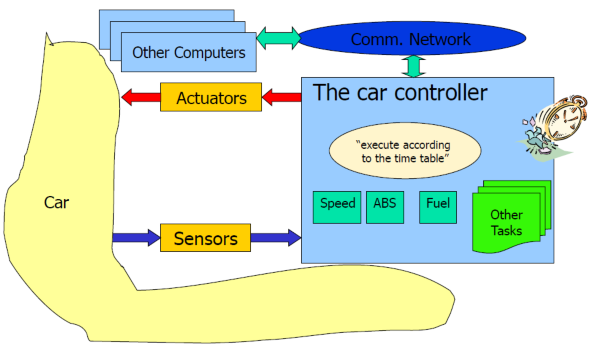 Other Computers
Comm. Network
Actuators
The car controller
“execute according
to the time table”
Car
Speed
ABS
Fuel
Other
Tasks
Sensors